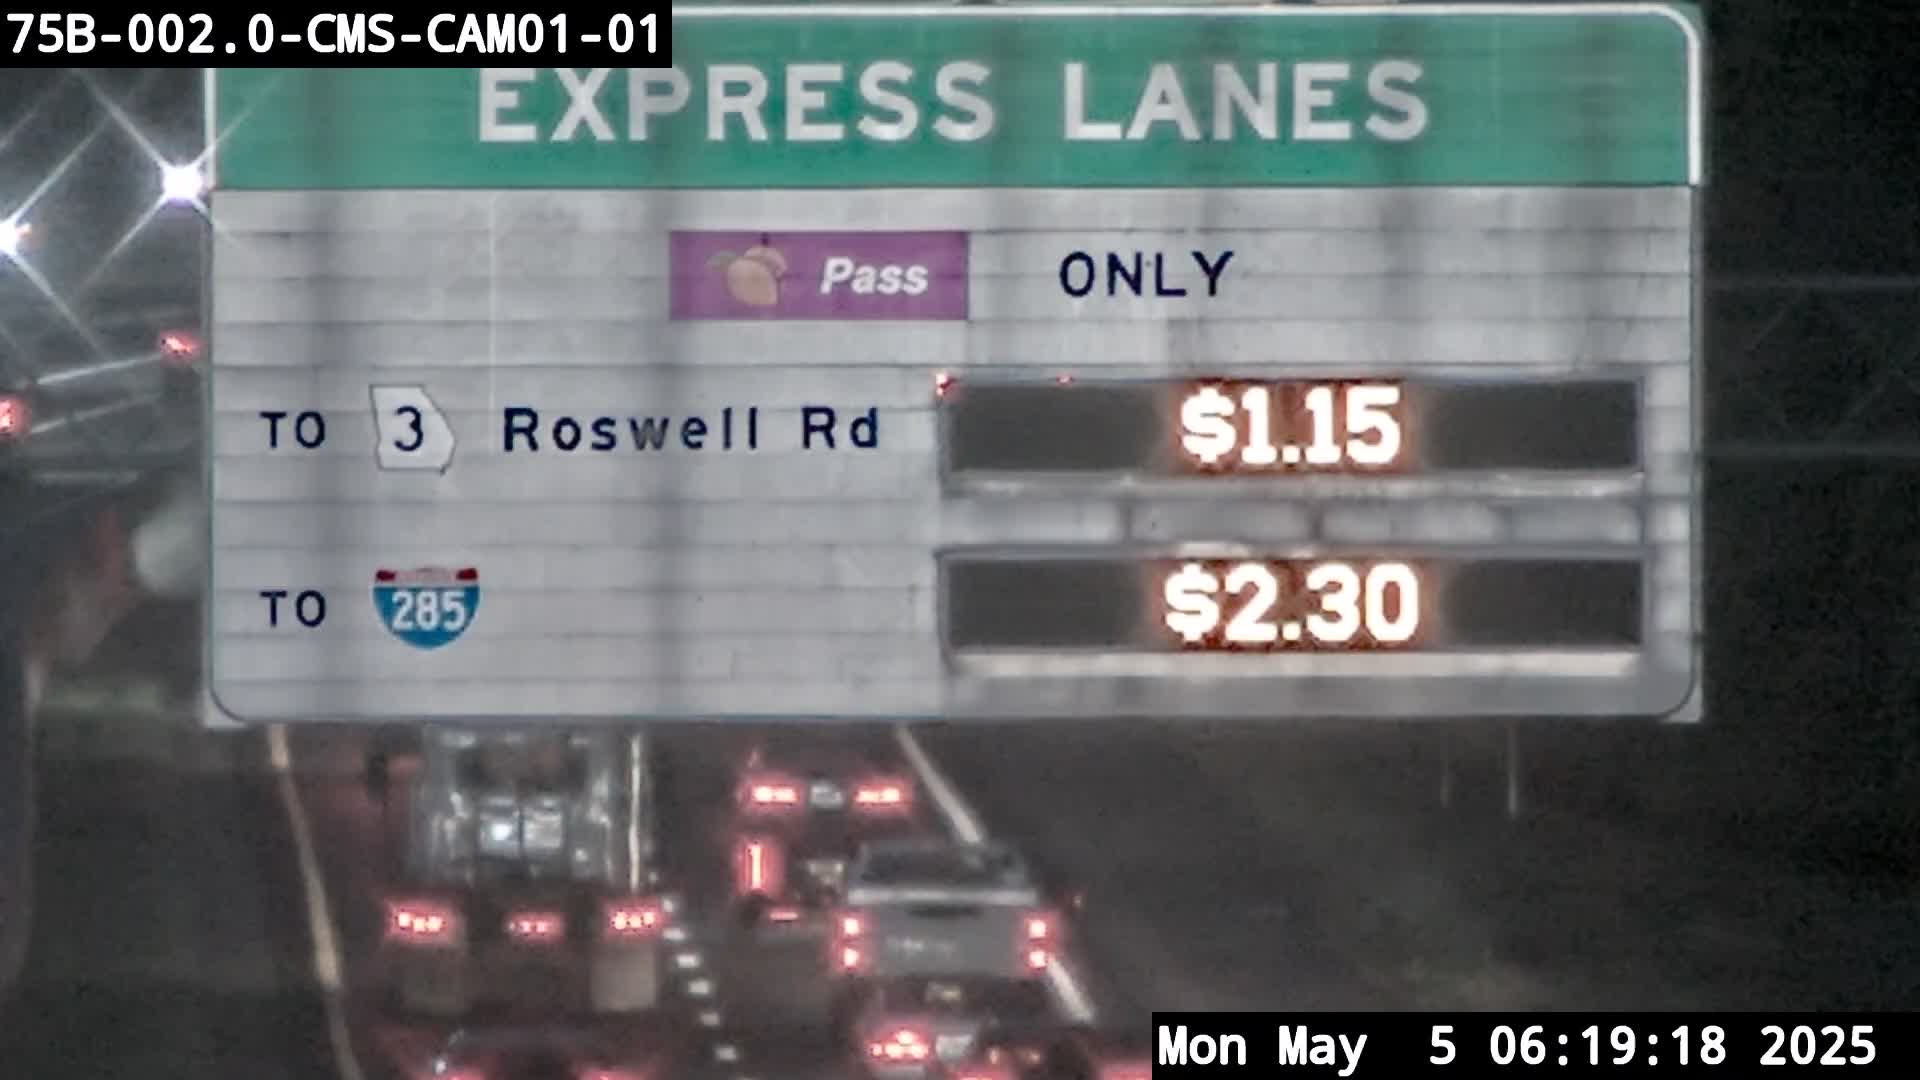 75B-002.0-CMS-CAM01-01
EXPRESS LANES
Pass ONLY
TO 3 Roswell Rd $1.15
TO 285 $2.30
Mon May 5 06:19:18 2025